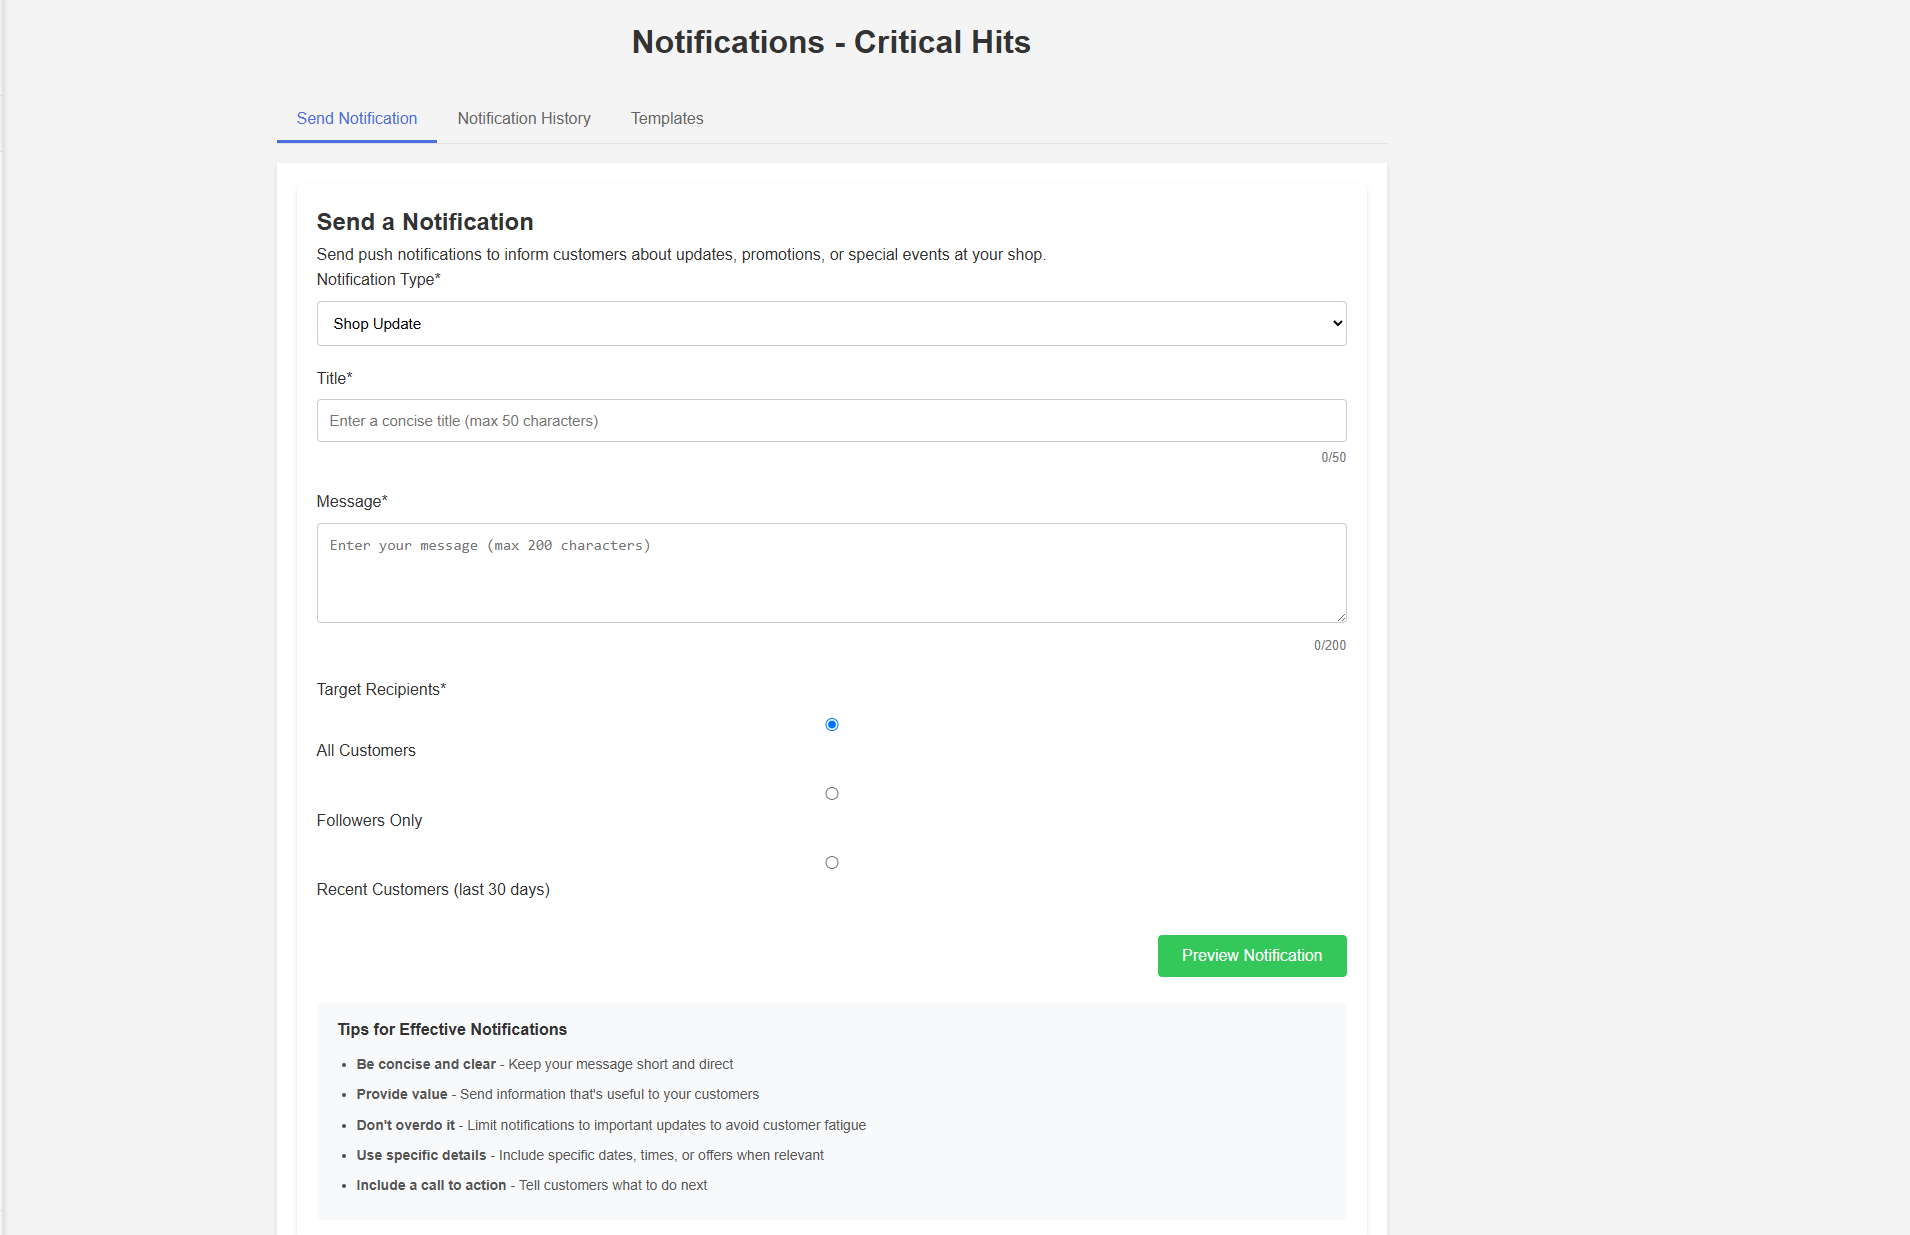 Notifications - Critical Hits
Send Notification
Notification History
Templates
Send a Notification
Send push notifications to inform customers about updates, promotions, or special events at your shop.
Notification Type*
Shop Update
Title*
Enter a concise title (max 50 characters)
0/50
Message*
Enter your message (max 200 characters)
0/200
Target Recipients*
All Customers
Followers Only
Recent Customers (last 30 days)
Preview Notification
Tips for Effective Notifications
• Be concise and clear - Keep your message short and direct
• Provide value - Send information that's useful to your customers
• Don't overdo it - Limit notifications to important updates to avoid customer fatigue
• Use specific details - Include specific dates, times, or offers when relevant
• Include a call to action - Tell customers what to do next